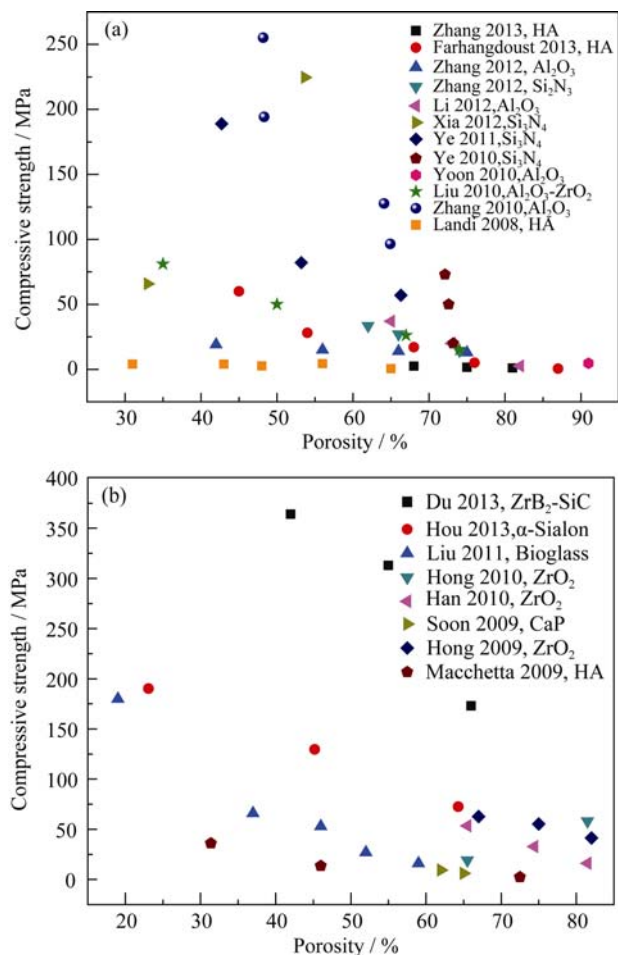 (a)
Compressive strength / MPa
250
200
150
100
50
0
Zhang 2013, HA
Farhangdoust 2013, HA
Zhang 2012, Al₂O₃
Zhang 2012, Si₂N₃
Li 2012,Al₂O₃
Xia 2012,Si₃N₄
Ye 2011,Si₃N₄
Ye 2010,Si₃N₄
Yoon 2010,Al₂O₃
Liu 2010,Al₂O₃-ZrO₂
Zhang 2010,Al₂O₃
Landi 2008, HA
30 40 50 60 70 80 90
Porosity / %
(b)
Compressive strength / MPa
400
350
300
250
200
150
100
50
0
Du 2013, ZrB₂-SiC
Hou 2013,α-Sialon
Liu 2011, Bioglass
Hong 2010, ZrO₂
Han 2010, ZrO₂
Soon 2009, CaP
Hong 2009, ZrO₂
Macchetta 2009, HA
20 30 40 50 60 70 80
Porosity / %